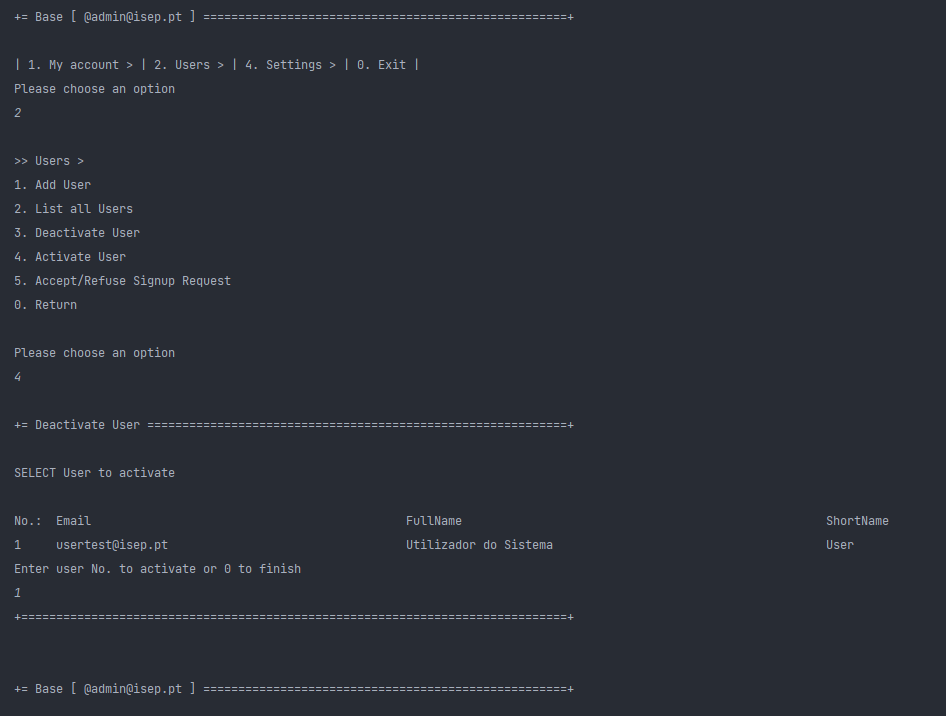 += Base [ @admin@isep.pt ] ====================================================+
| 1. My account > | 2. Users > | 4. Settings > | 0. Exit |
Please choose an option
2
>> Users >
1. Add User
2. List all Users
3. Deactivate User
4. Activate User
5. Accept/Refuse Signup Request
0. Return
Please choose an option
4
+= Deactivate User ============================================================+
SELECT User to activate
No.:  Email                                             FullName                                                    ShortName
1     usertest@isep.pt                                  Utilizador do Sistema                                       User
Enter user No. to activate or 0 to finish
1
+==============================================================================+
+= Base [ @admin@isep.pt ] ====================================================+